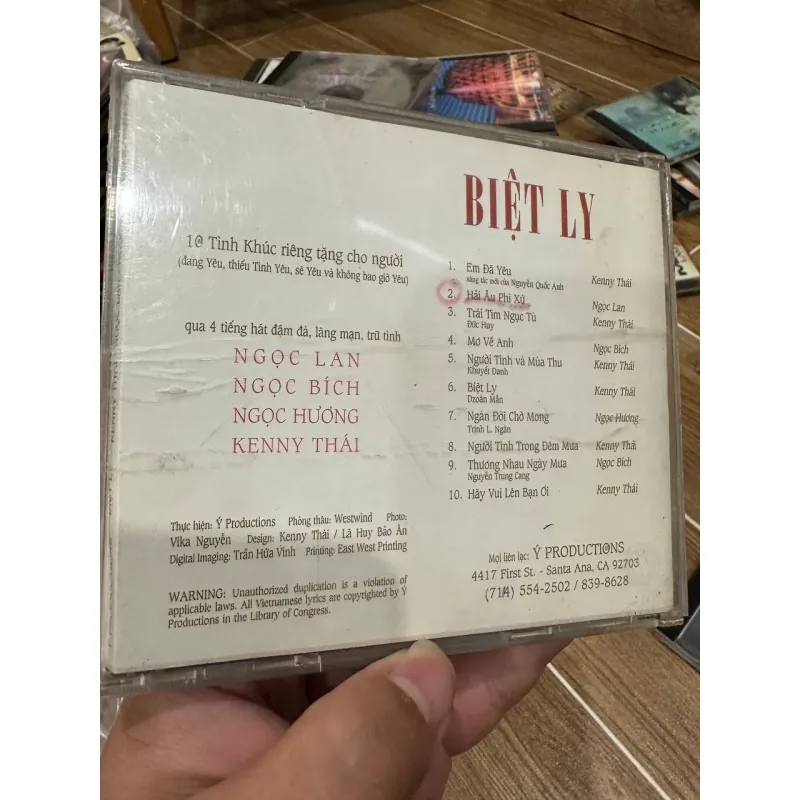 BIỆT LY
10 Tình Khúc riêng tặng cho người
(đang Yêu, thiếu Tình Yêu, sẽ Yêu và không bao giờ Yêu)
qua 4 tiếng hát đậm đà, lãng mạn, trữ tình
NGỌC LAN
NGỌC BÍCH
NGỌC HƯƠNG
KENNY THÁI
1. Em Đã Yêu Kenny Thái
sáng tác mới của Nguyễn Quốc Anh
2. Hải Âu Phi Xứ Ngọc Lan
3. Trái Tim Ngục Tù Kenny Thái
Đức Huy
4. Mơ Về Anh Ngọc Bích
5. Người Tình và Mùa Thu Kenny Thái
Khuyết Danh
6. Biệt Ly Kenny Thái
Dzoãn Mẫn
7. Ngàn Đời Chờ Mong Ngọc Hương
Trịnh L. Ngân
8. Người Tình Trong Đêm Mưa Kenny Thái
9. Thương Nhau Ngày Mưa Ngọc Bích
Nguyễn Trung Cang
10. Hãy Vui Lên Bạn Ơi Kenny Thái
Thực hiện: Ý Productions Phòng thâu: Westwind Photo:
Vika Nguyễn Design: Kenny Thái / Lã Huy Bảo Ân
Digital Imaging: Trần Hữu Vinh Printing: East West Printing
WARNING: Unauthorized duplication is a violation of
applicable laws. All Vietnamese lyrics are copyrighted by Ý
Productions in the Library of Congress.
Mọi liên lạc: Ý PRODUCTIONS
4417 First St. - Santa Ana, CA 92703
(714) 554-2502 / 839-8628